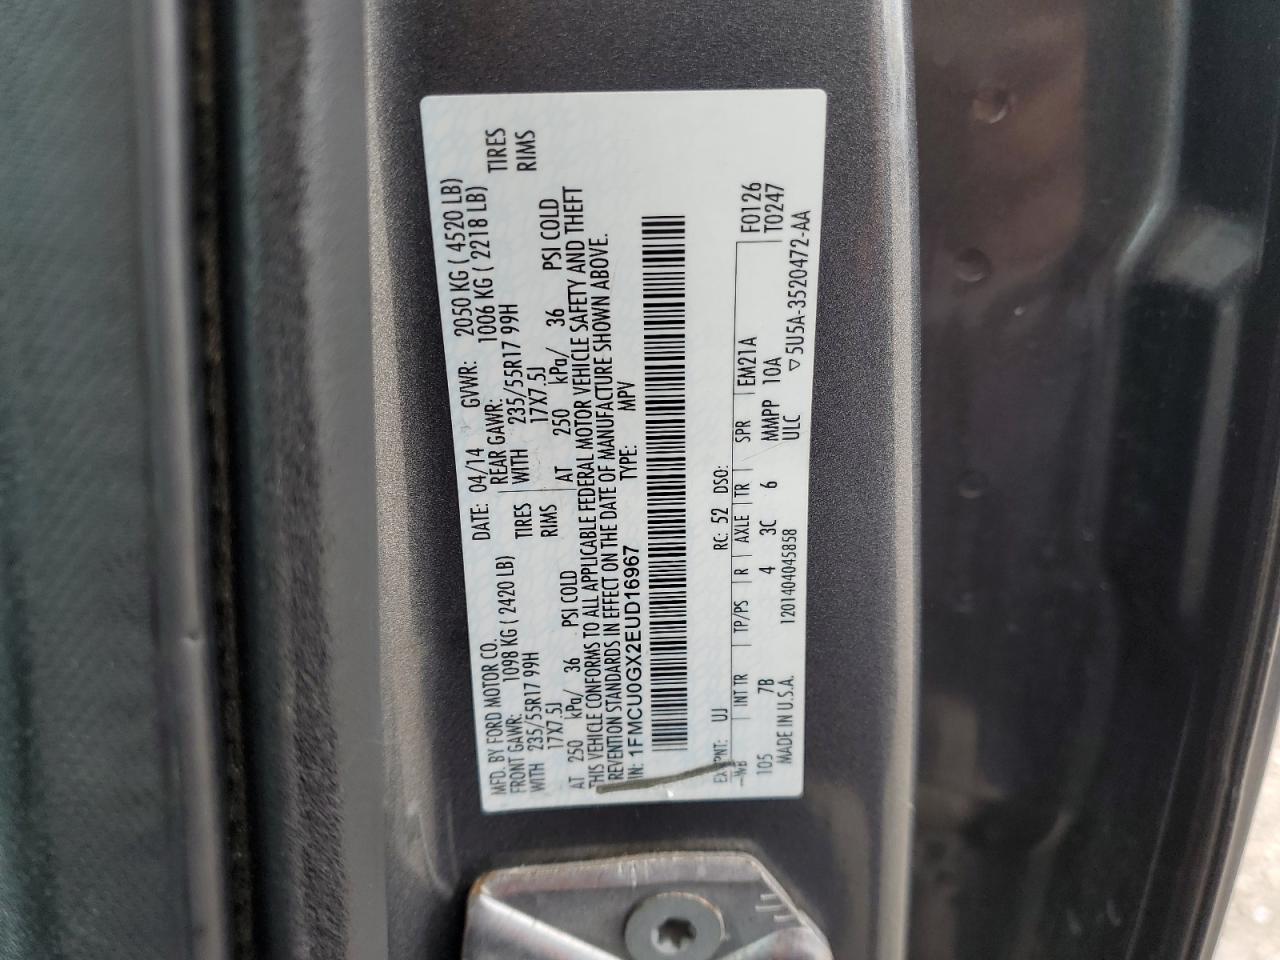 MFD. BY FORD MOTOR CO.
DATE: 04/14 GVWR: 2050 KG ( 4520 LB)
FRONT GAWR: 1098 KG ( 2420 LB) REAR GAWR: 1006 KG ( 2218 LB)
WITH 235/55R17 99H TIRES WITH 235/55R17 99H TIRES
17X7.5J RIMS 17X7.5J RIMS
AT 250 kPa/ 36 PSI COLD AT 250 kPa/ 36 PSI COLD
THIS VEHICLE CONFORMS TO ALL APPLICABLE FEDERAL MOTOR VEHICLE SAFETY AND THEFT
REVENTION STANDARDS IN EFFECT ON THE DATE OF MANUFACTURE SHOWN ABOVE.
IN: 1FMCU0GX2EUD16967 TYPE: MPV
F0126
T0247
UJ RC: 52 DSO:
WB INT TR TP/PS R AXLE TR SPR EM21A
105 7B 4 3C 6 MMPP 10A
MADE IN U.S.A. 1201404045858 ULC ▽5U5A-3520472-AA